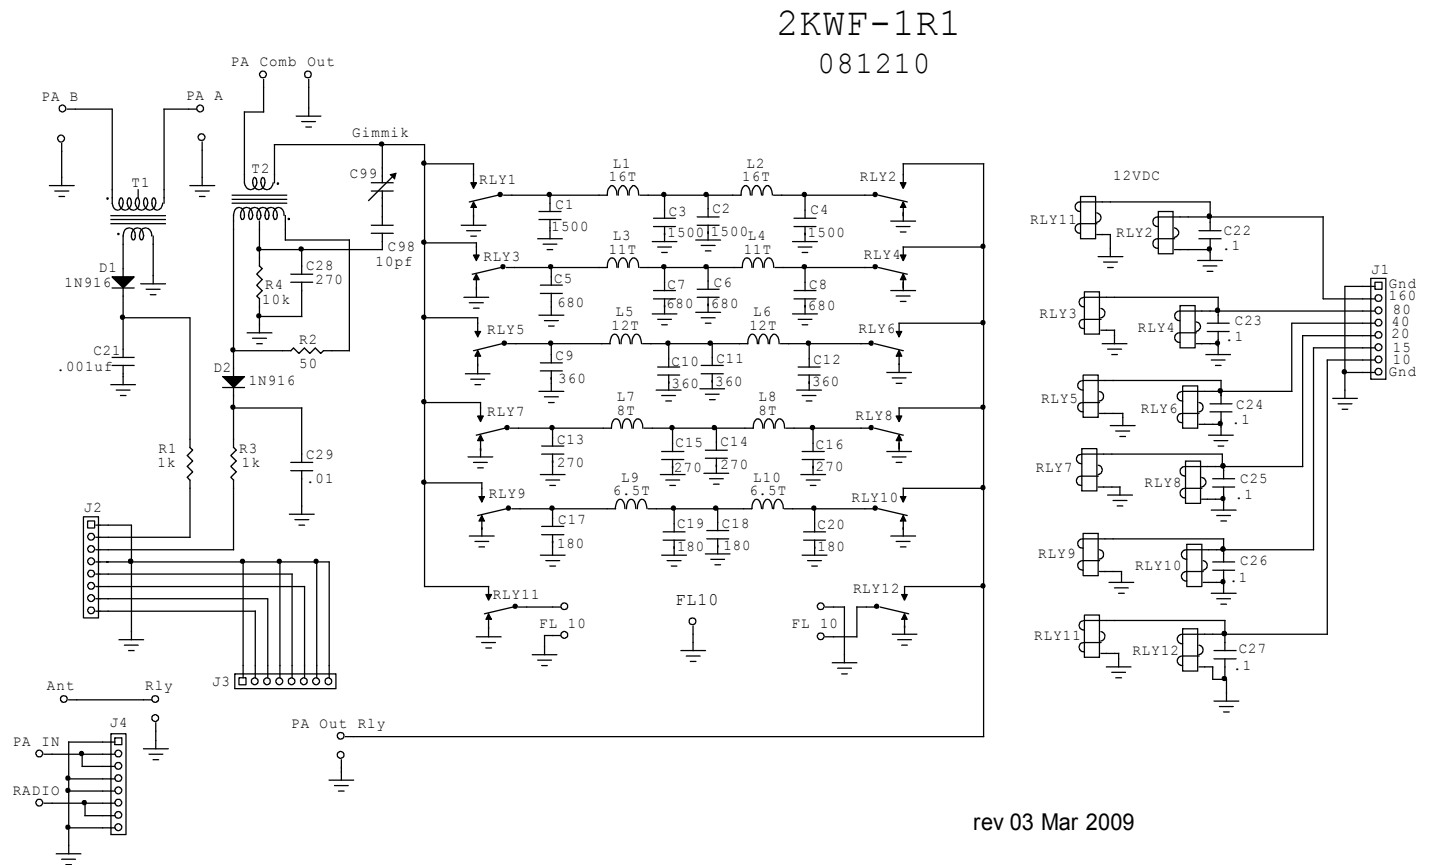 2KWF-1R1
081210
PA Comb Out
PA B
PA A
Gimmik
T1
T2
C99
C98
10pf
D1
1N916
C28
270
R4
10k
R2
50
C21
.001uf
D2
1N916
R1
1k
R3
1k
C29
.01
J2
J3
Ant
Rly
J4
PA IN
RADIO
PA Out Rly
RLY1
L1
16T
L2
16T
RLY2
C1
1500
C3
1500
C2
1500
C4
1500
RLY3
L3
11T
L4
11T
RLY4
C5
680
C7
680
C6
680
C8
680
RLY5
L5
12T
L6
12T
RLY6
C9
360
C10
360
C11
360
C12
360
RLY7
L7
8T
L8
8T
RLY8
C13
270
C15
270
C14
270
C16
270
RLY9
L9
6.5T
L10
6.5T
RLY10
C17
180
C19
180
C18
180
C20
180
RLY11
FL 10
FL10
FL 10
RLY12
12VDC
RLY11
RLY2
C22
.1
RLY3
RLY4
C23
.1
RLY5
RLY6
C24
.1
RLY7
RLY8
C25
.1
RLY9
RLY10
C26
.1
RLY11
RLY12
C27
.1
J1
Gnd
160
80
40
20
15
10
Gnd
rev 03 Mar 2009